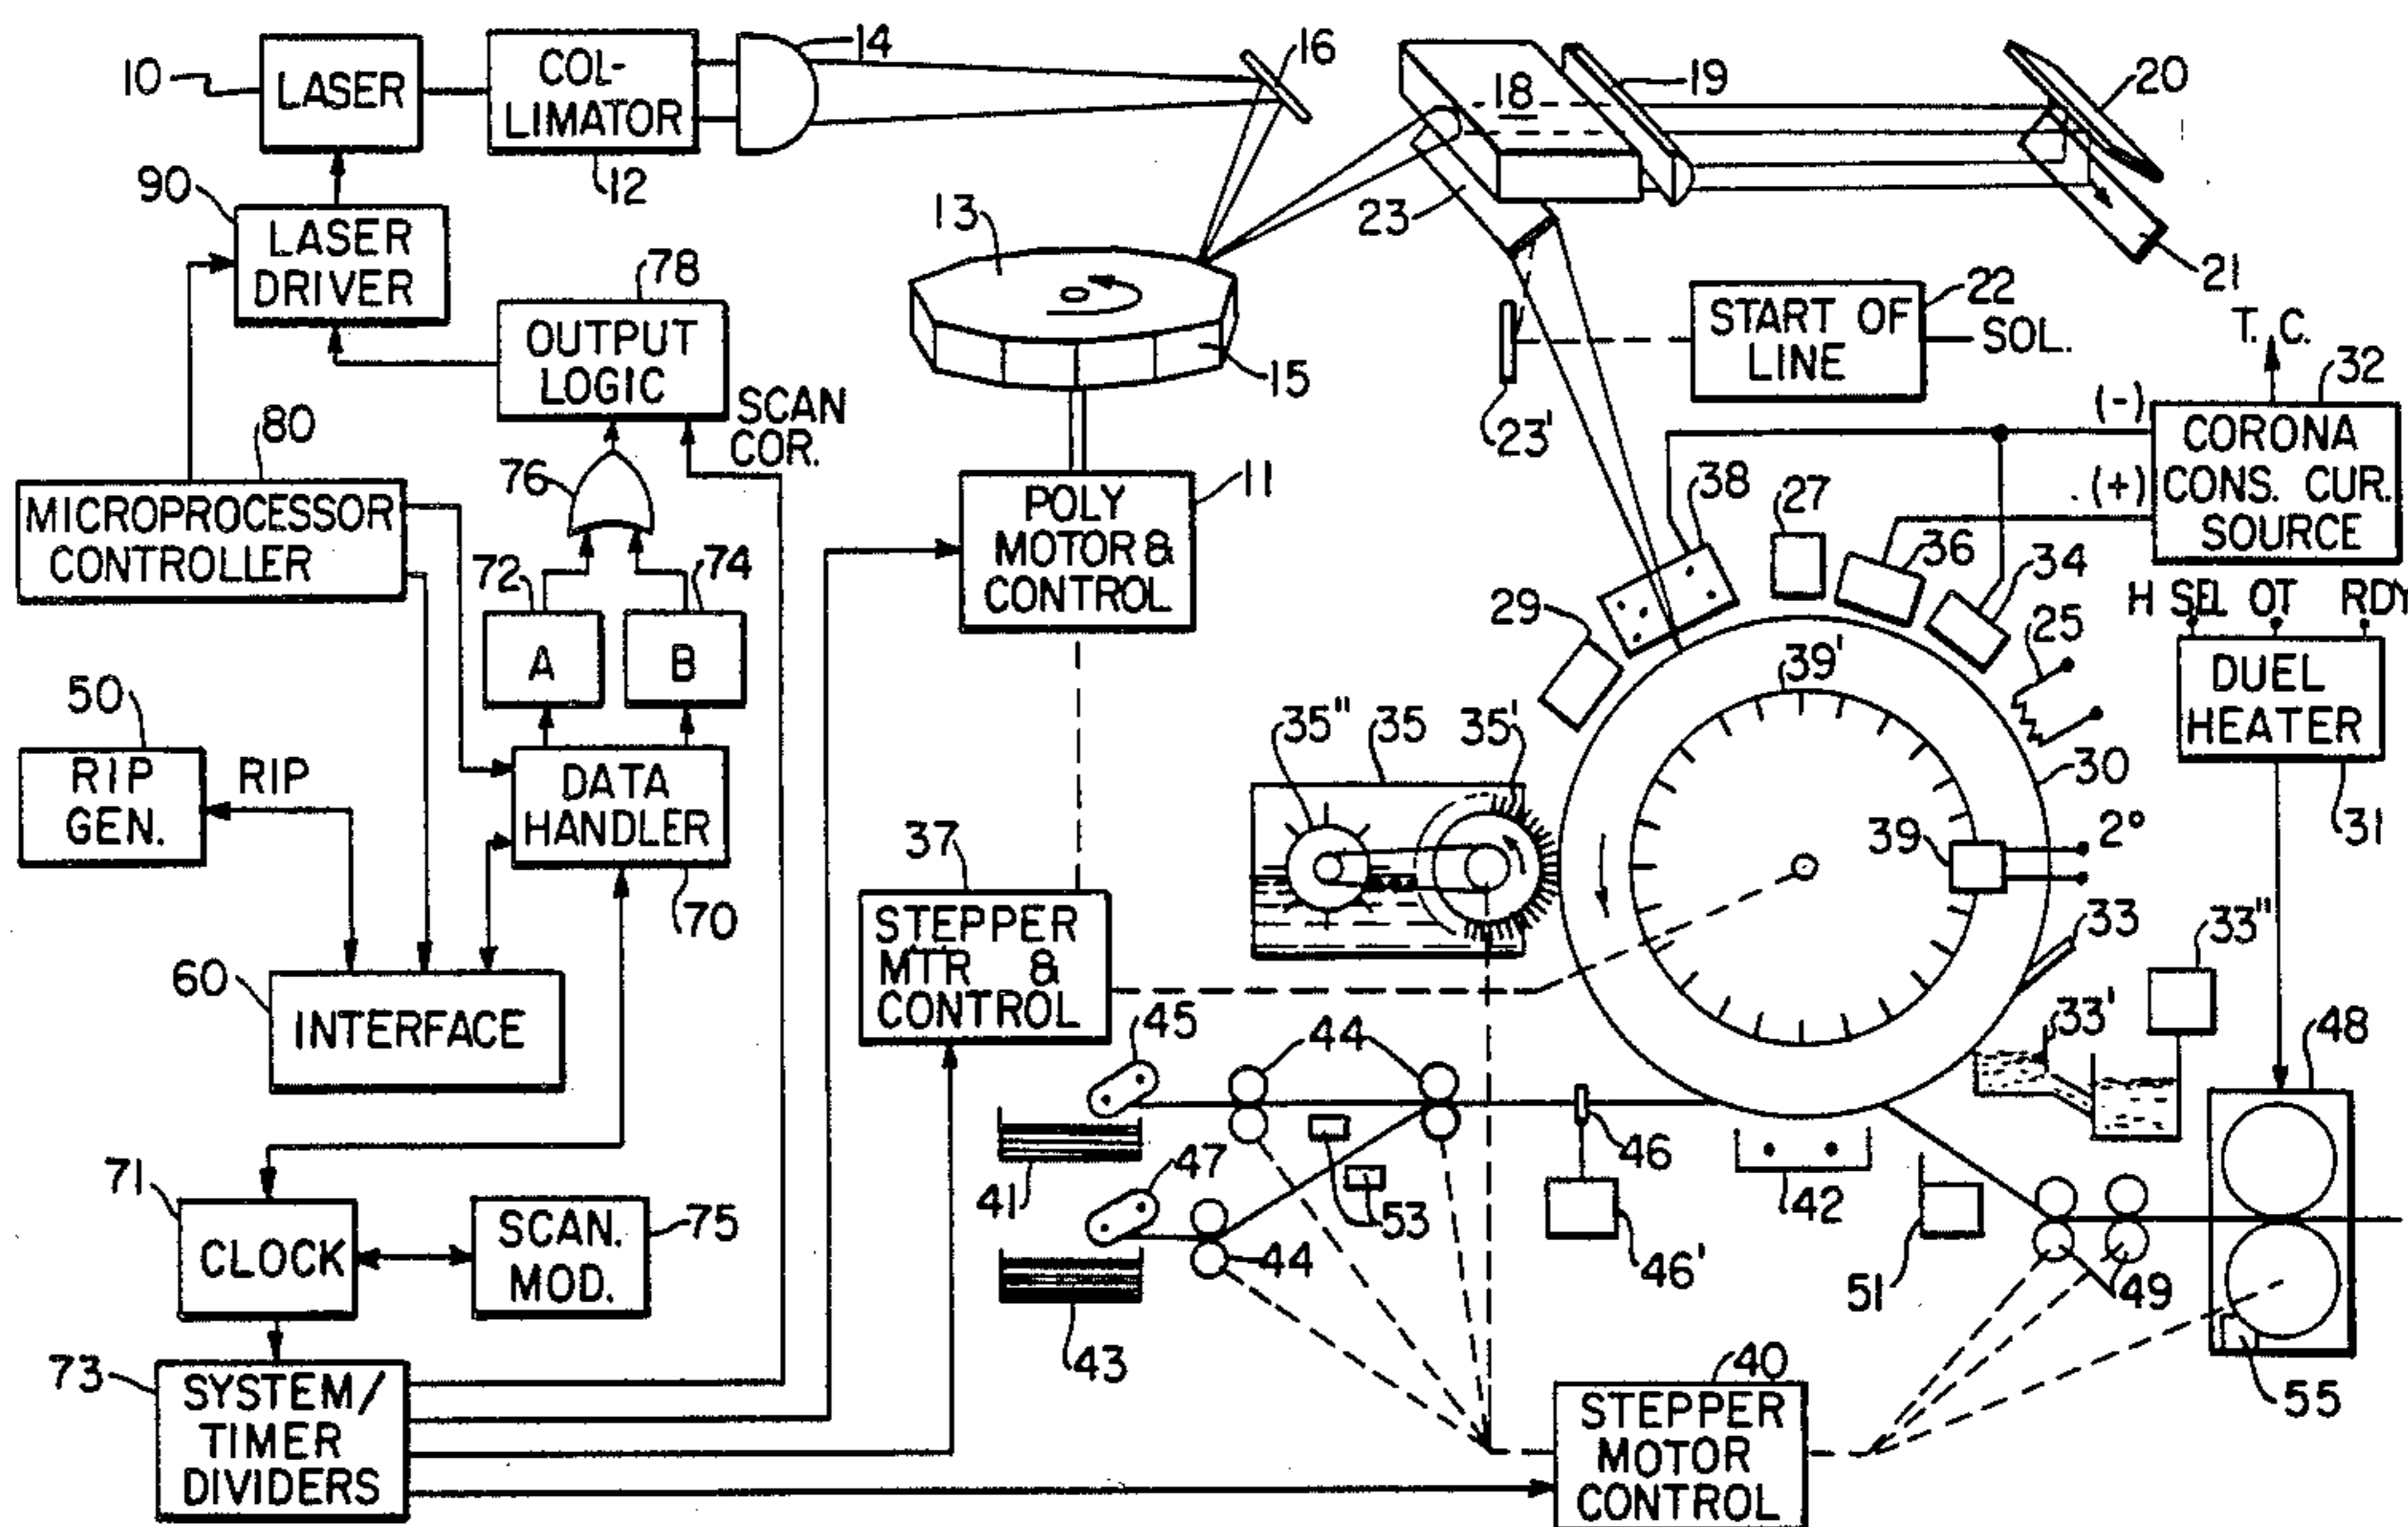 10
LASER
COL-
LIMATOR
12
14
16
18
19
20
21
23
13
15
90
LASER
DRIVER
78
OUTPUT
LOGIC
SCAN
COR.
START OF
LINE
22
SOL.
23'
T. C.
32
(-)
(+)
CORONA
CONS. CUR.
SOURCE
80
MICROPROCESSOR
CONTROLLER
76
72
74
A
B
POLY
MOTOR &
CONTROL
11
38
27
36
34
29
25
H SEL OT RDY
DUEL
HEATER
31
30
39'
50
RIP
GEN.
RIP
DATA
HANDLER
70
35"
35
35'
39
2°
33
33"
33'
37
STEPPER
MTR &
CONTROL
60
INTERFACE
45
44
46
48
41
47
53
42
46'
51
49
44
43
55
71
CLOCK
SCAN.
MOD.
75
73
SYSTEM/
TIMER
DIVIDERS
40
STEPPER
MOTOR
CONTROL